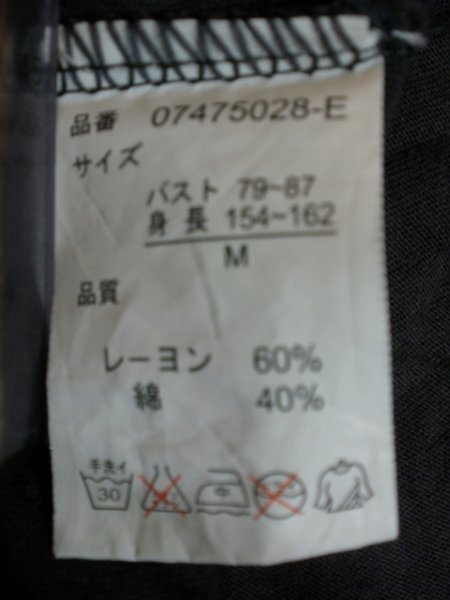 品番 07475028-E
サイズ
バスト 79~87
身長 154~162
M
品質
レーヨン 60%
綿 40%
手洗イ
30
中